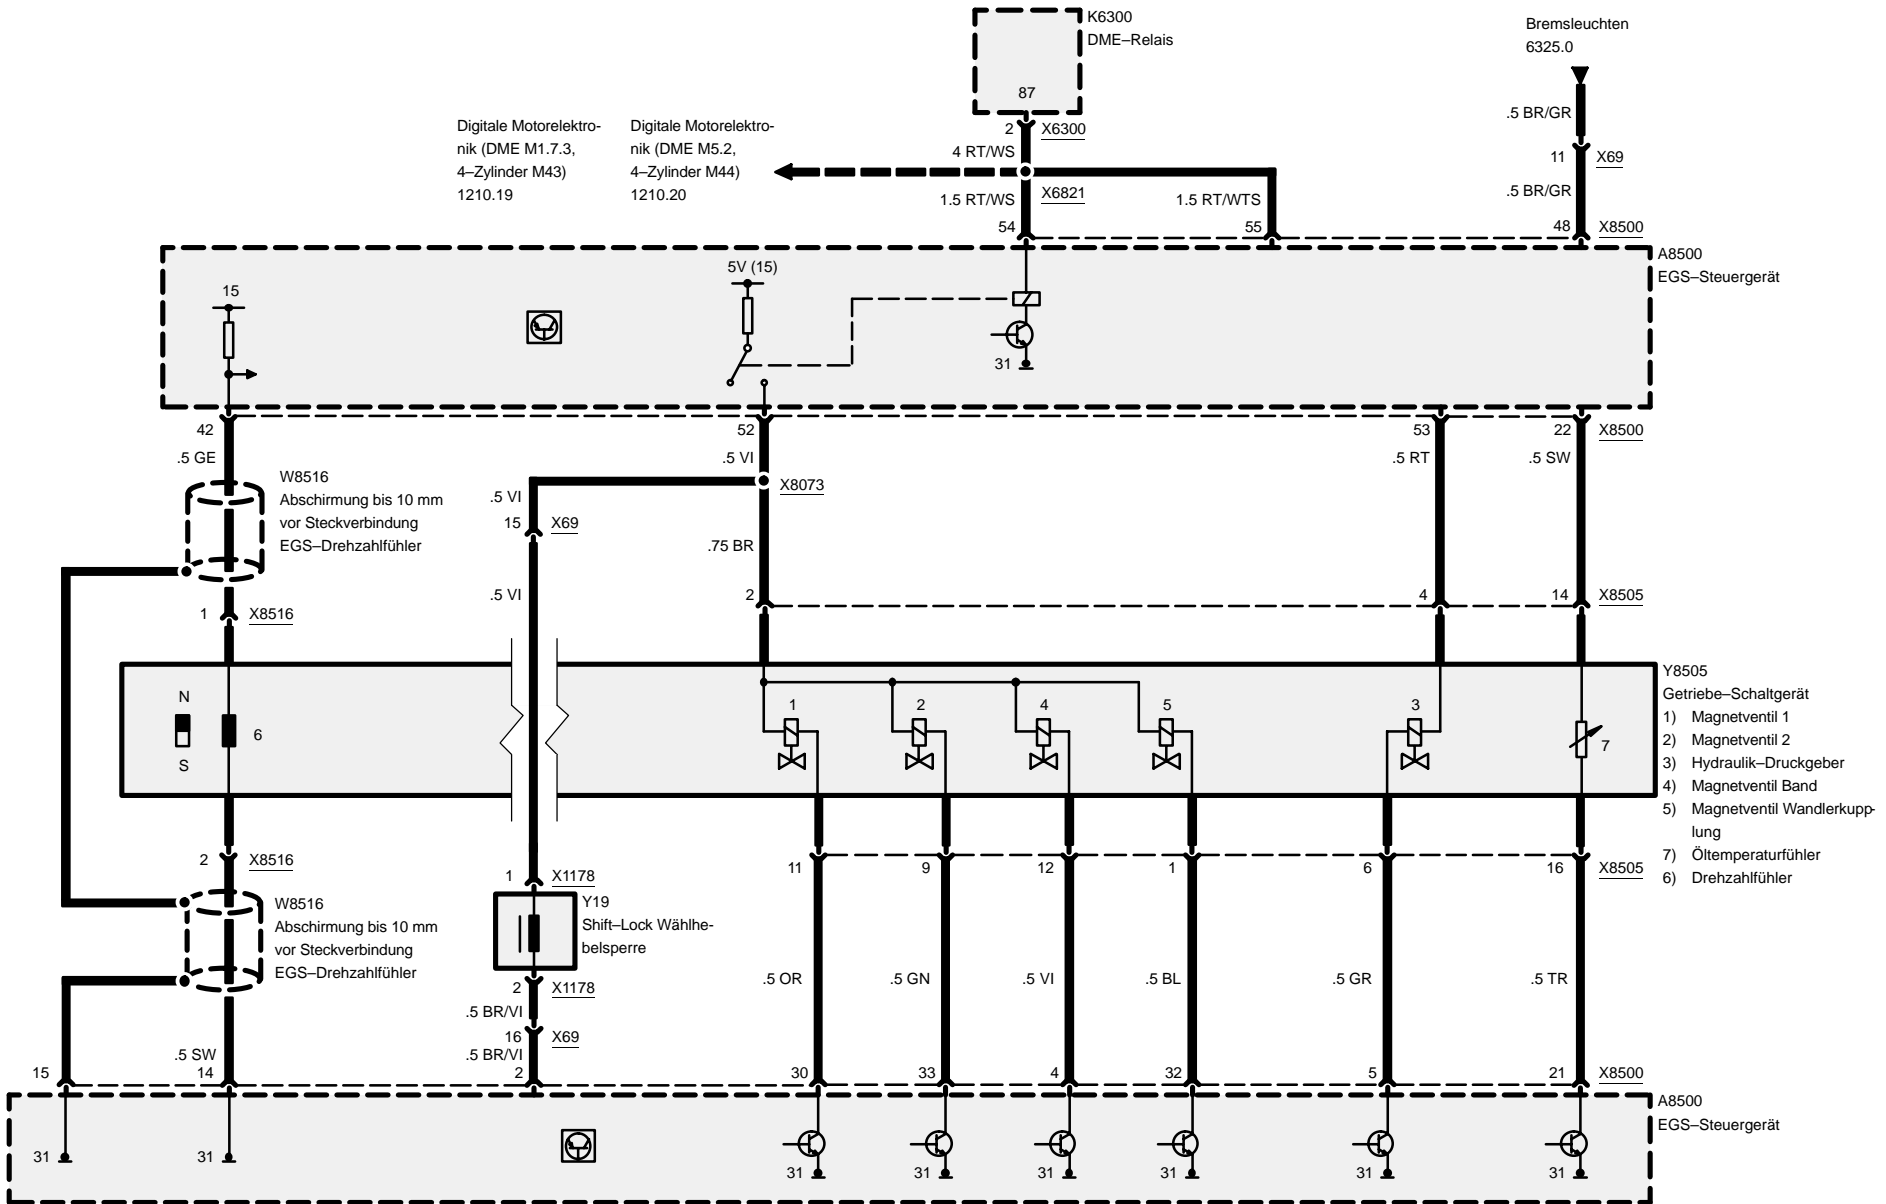 K6300
DME–Relais
87
Bremsleuchten
6325.0
.5 BR/GR
11 X69
.5 BR/GR
Digitale Motorelektro-
nik (DME M1.7.3,
4–Zylinder M43)
1210.19
Digitale Motorelektro-
nik (DME M5.2,
4–Zylinder M44)
1210.20
2 X6300
4 RT/WS
X6821
1.5 RT/WS
1.5 RT/WTS
54 55 48 X8500
A8500
EGS–Steuergerät
15
5V (15)
31
42 52 53 22 X8500
.5 GE .5 VI .5 RT .5 SW
W8516
Abschirmung bis 10 mm
vor Steckverbindung
EGS–Drehzahlfühler
X8073
.5 VI
15 X69
.75 BR
.5 VI
1 X8516
2 4 14 X8505
Y8505
Getriebe–Schaltgerät
1) Magnetventil 1
2) Magnetventil 2
3) Hydraulik–Druckgeber
4) Magnetventil Band
5) Magnetventil Wandlerkupp-
lung
7) Öltemperaturfühler
6) Drehzahlfühler
N
S
6
1 2 4 5 3 7
2 X8516
11 9 12 1 6 16 X8505
1 X1178
Y19
Shift–Lock Wählhe-
belsperre
W8516
Abschirmung bis 10 mm
vor Steckverbindung
EGS–Drehzahlfühler
2 X1178
.5 BR/VI
16 X69
.5 BR/VI
.5 OR .5 GN .5 VI .5 BL .5 GR .5 TR
.5 SW
15 14 2 30 33 4 32 5 21 X8500
A8500
EGS–Steuergerät
31 31 31 31 31 31 31 31